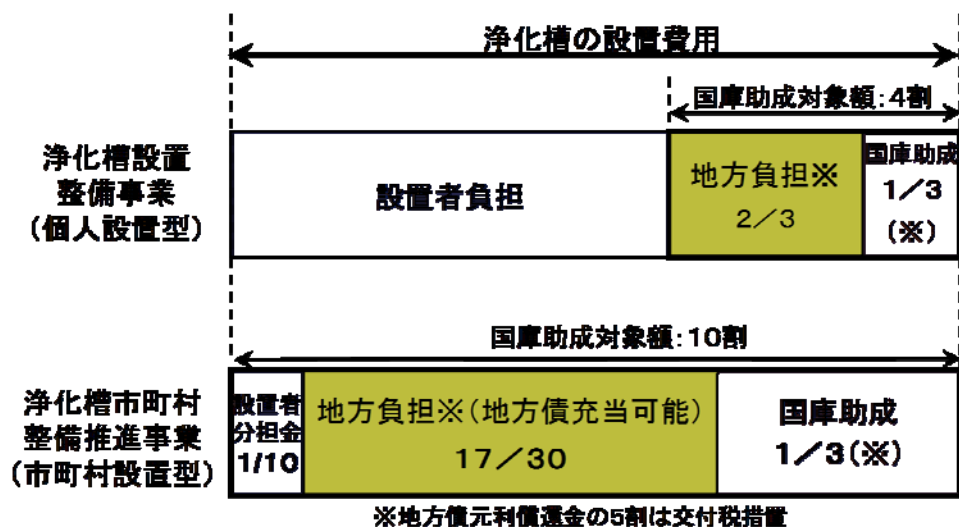 浄化槽の設置費用
国庫助成対象額:4割
浄化槽設置
整備事業
(個人設置型)
設置者負担
地方負担※
2/3
国庫助成
1/3
(※)
国庫助成対象額:10割
浄化槽市町村
整備推進事業
(市町村設置型)
設置者
分担金
1/10
地方負担※(地方債充当可能)
17/30
国庫助成
1/3(※)
※地方債元利償還金の5割は交付税措置